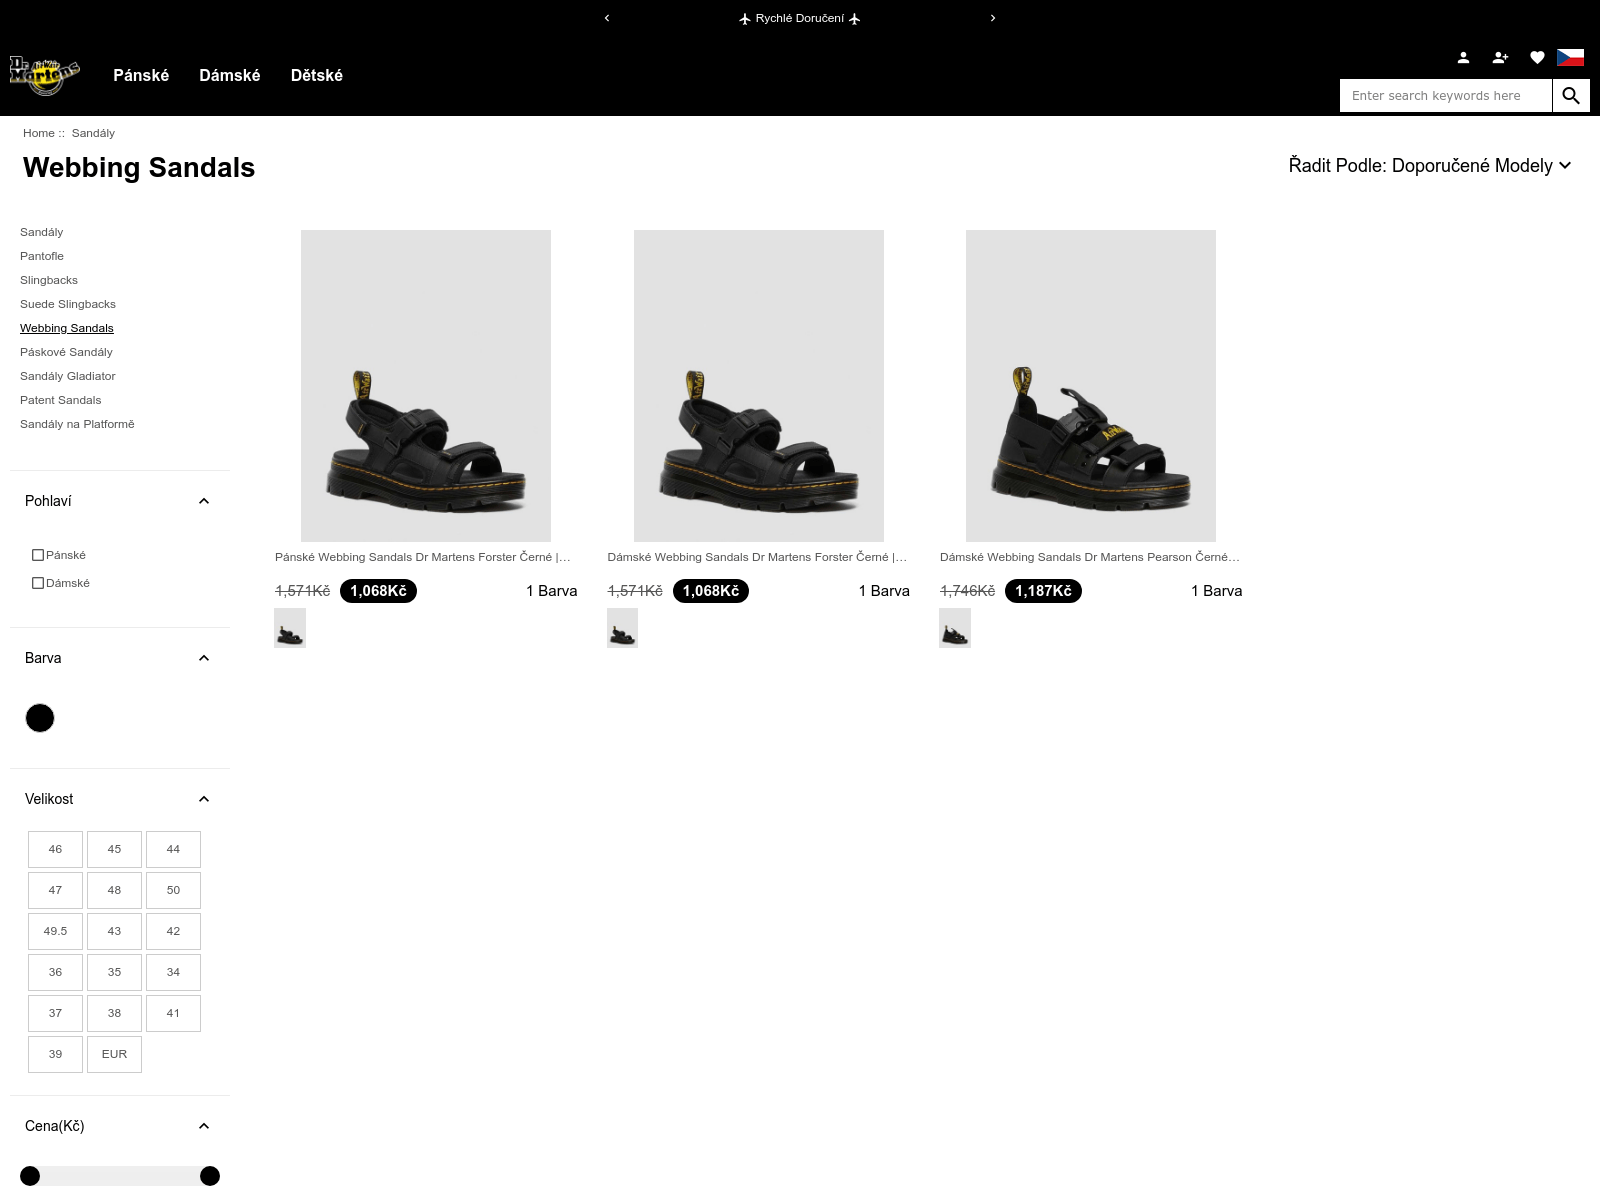 Rychlé Doručení
Dr. Martens
Pánské
Dámské
Dětské
Enter search keywords here
Home :: Sandály
Webbing Sandals
Řadit Podle: Doporučené Modely
Sandály
Pantofle
Slingbacks
Suede Slingbacks
Webbing Sandals
Páskové Sandály
Sandály Gladiator
Patent Sandals
Sandály na Platformě
Pohlaví
Pánské
Dámské
Barva
Velikost
46 45 44
47 48 50
49.5 43 42
36 35 34
37 38 41
39 EUR
Cena(Kč)
Pánské Webbing Sandals Dr Martens Forster Černé |...
1,571Kč 1,068Kč 1 Barva
Dámské Webbing Sandals Dr Martens Forster Černé |...
1,571Kč 1,068Kč 1 Barva
Dámské Webbing Sandals Dr Martens Pearson Černé...
1,746Kč 1,187Kč 1 Barva